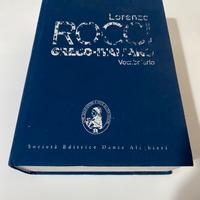 Lorenzo
ROCCI
GRECO-ITALIANO
Vocabolario
Società Editrice Dante Alighieri